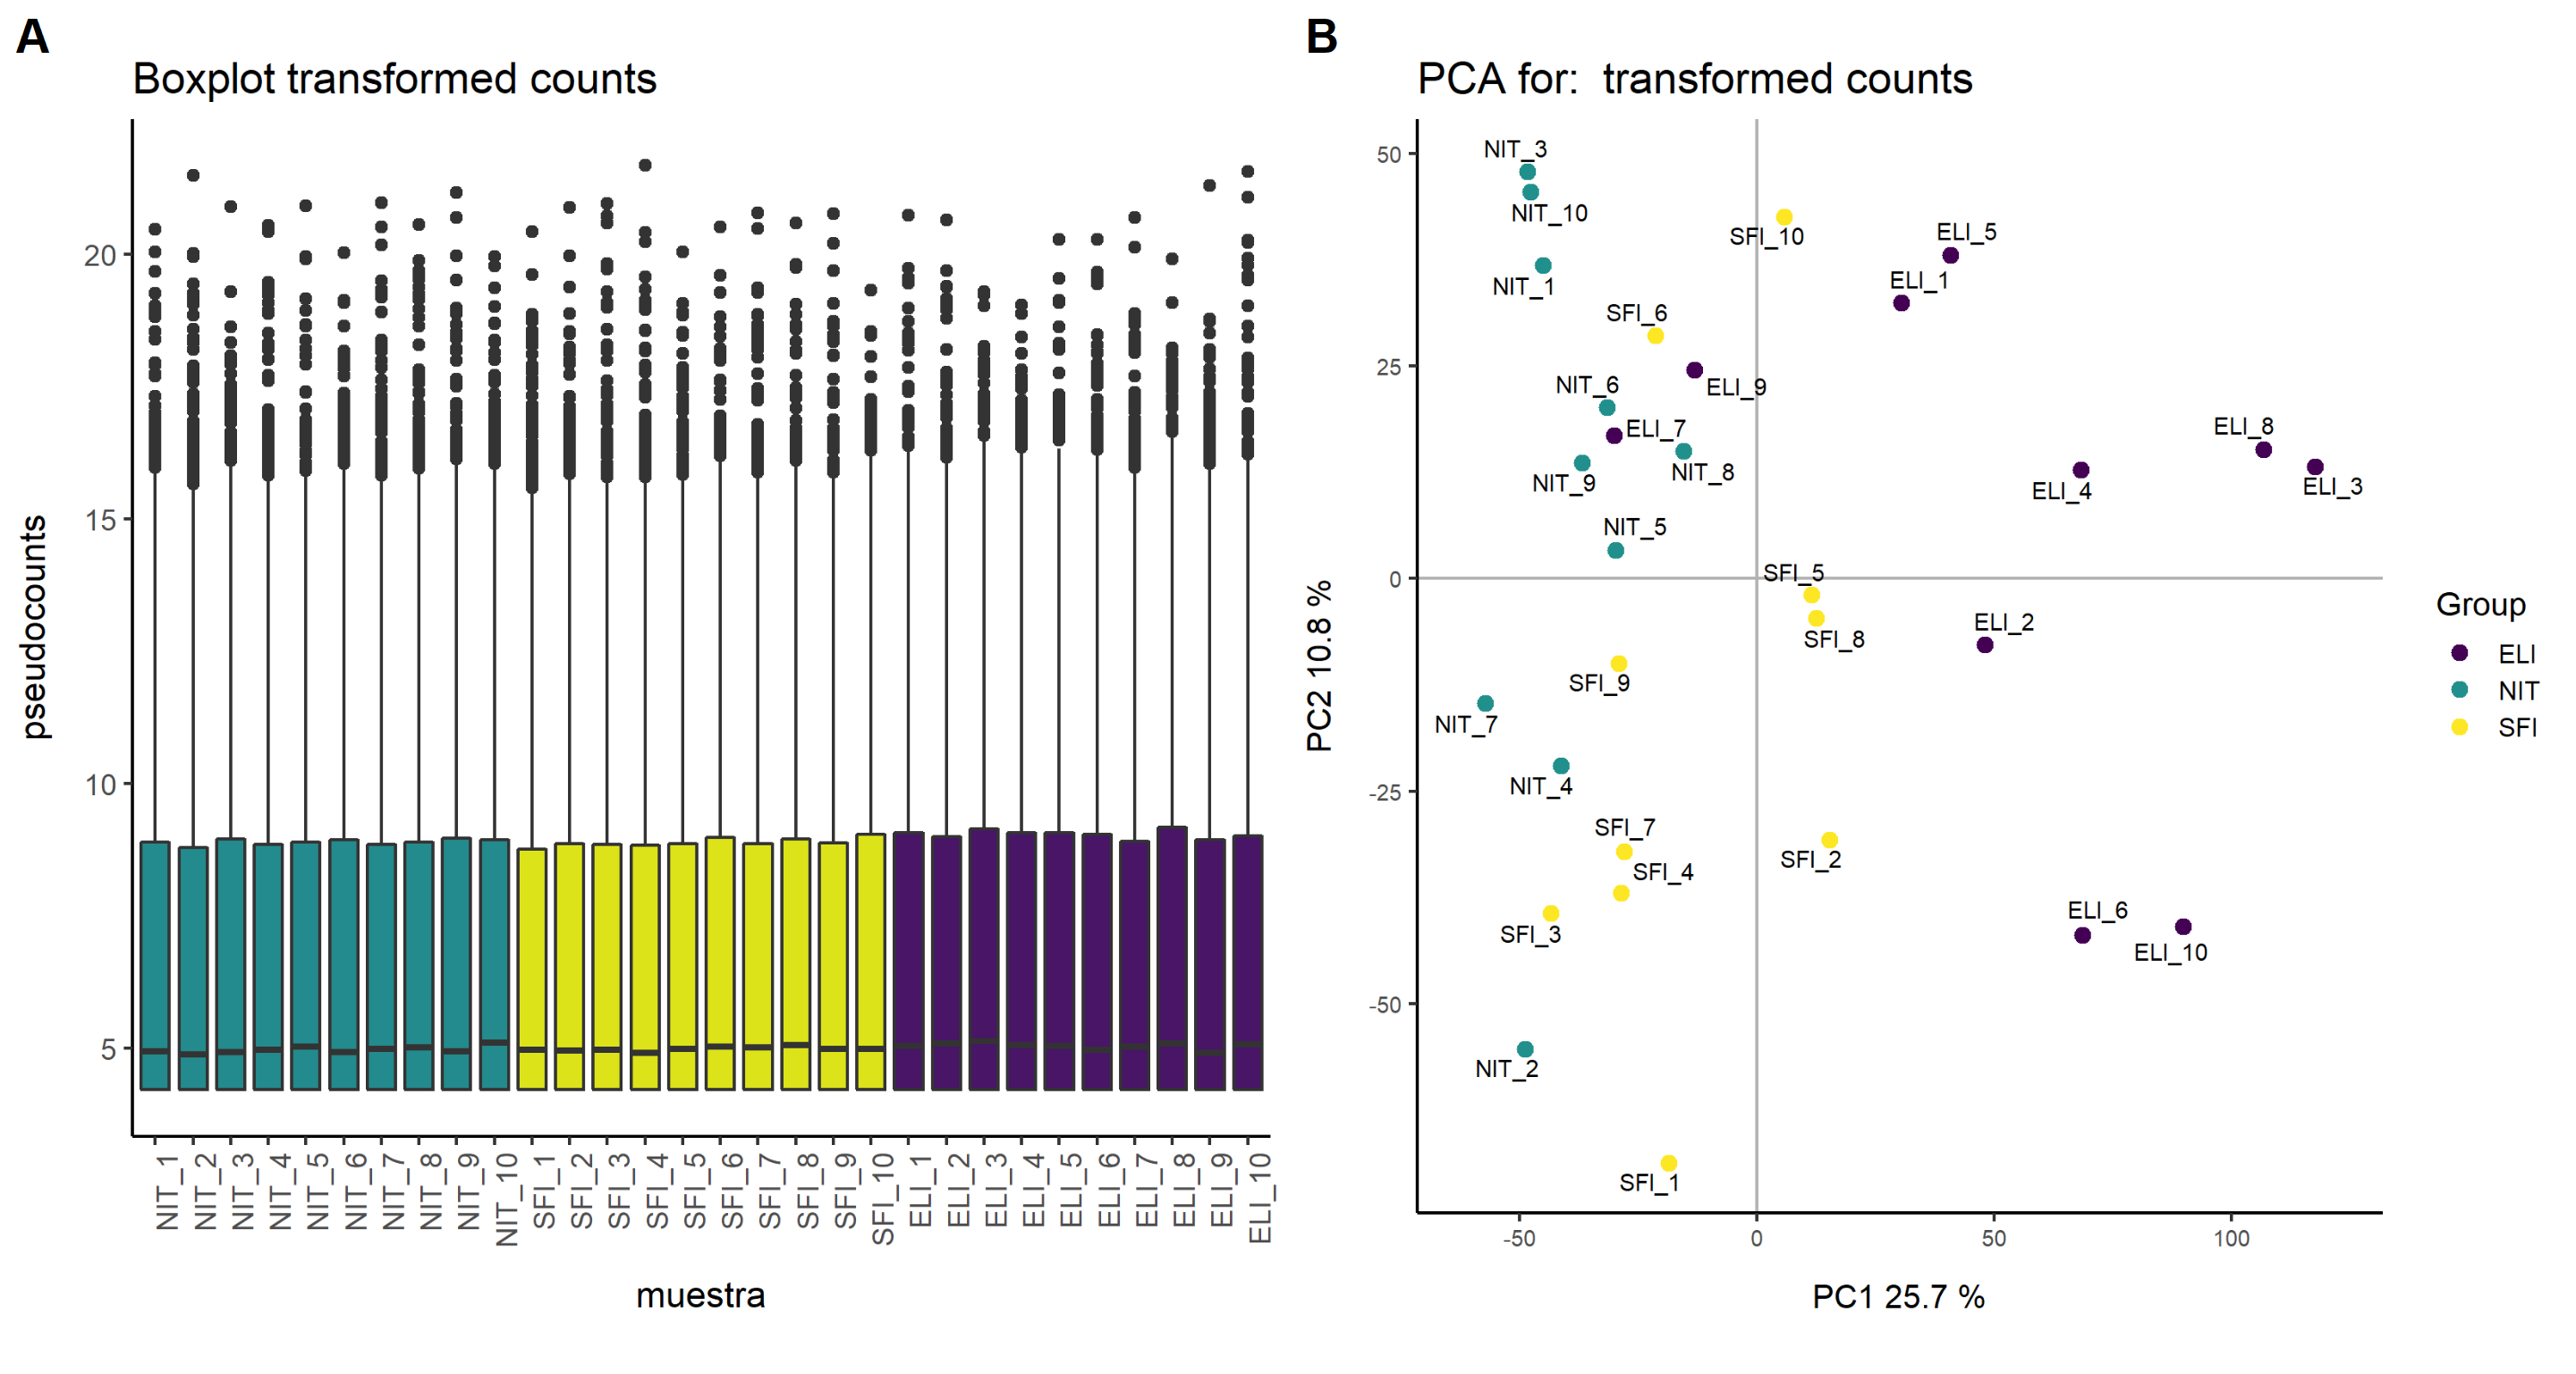 A
Boxplot transformed counts
pseudocounts
20
15
10
5
NIT_1
NIT_2
NIT_3
NIT_4
NIT_5
NIT_6
NIT_7
NIT_8
NIT_9
NIT_10
SFI_1
SFI_2
SFI_3
SFI_4
SFI_5
SFI_6
SFI_7
SFI_8
SFI_9
SFI_10
ELI_1
ELI_2
ELI_3
ELI_4
ELI_5
ELI_6
ELI_7
ELI_8
ELI_9
ELI_10
muestra
B
PCA for:  transformed counts
PC2 10.8 %
50
25
0
-25
-50
NIT_3
NIT_10
SFI_10
ELI_5
NIT_1
ELI_1
SFI_6
NIT_6
ELI_9
ELI_7
ELI_8
NIT_8
NIT_9
ELI_4
ELI_3
NIT_5
SFI_5
ELI_2
SFI_8
SFI_9
NIT_7
NIT_4
SFI_7
SFI_2
SFI_4
ELI_6
SFI_3
ELI_10
NIT_2
SFI_1
-50
0
50
100
PC1 25.7 %
Group
ELI
NIT
SFI